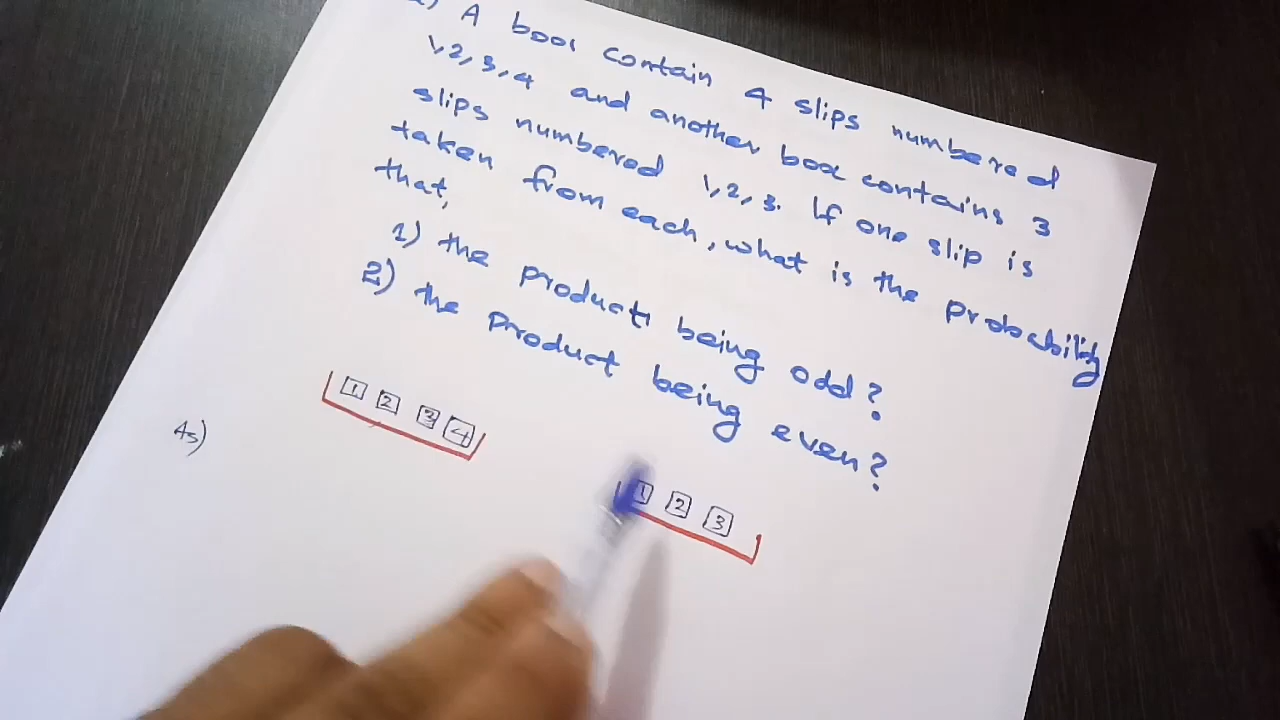 A box contain 4 slips numbered
1,2,3,4 and another box contains 3
slips numbered 1,2,3. If one slip is
taken from each, what is the probability
that,
1) the product being odd?
2) the product being even?
As)
1 2 3 4
1 2 3